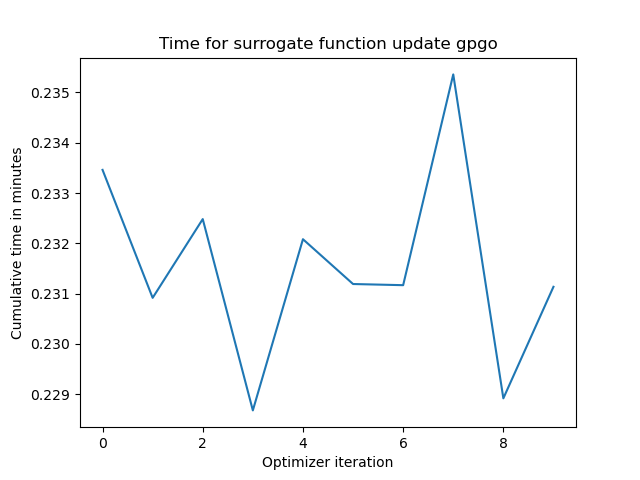 Time for surrogate function update gpgo
Cumulative time in minutes
0.235
0.234
0.233
0.232
0.231
0.230
0.229
0 2 4 6 8
Optimizer iteration